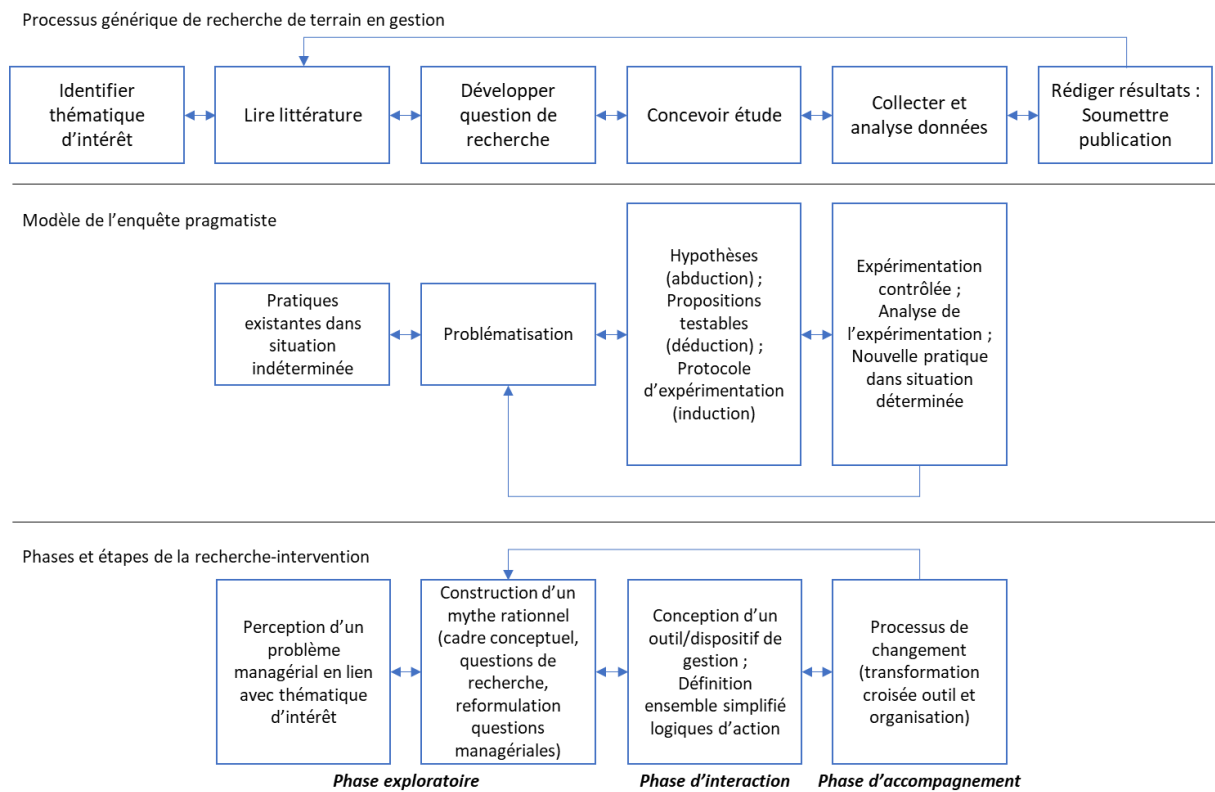 Processus générique de recherche de terrain en gestion
Identifier
thématique
d’intérêt
Lire littérature
Développer
question de
recherche
Concevoir étude
Collecter et
analyse données
Rédiger résultats :
Soumettre
publication
Modèle de l’enquête pragmatiste
Pratiques
existantes dans
situation
indéterminée
Problématisation
Hypothèses
(abduction) ;
Propositions
testables
(déduction) ;
Protocole
d’expérimentation
(induction)
Expérimentation
contrôlée ;
Analyse de
l’expérimentation ;
Nouvelle pratique
dans situation
déterminée
Phases et étapes de la recherche-intervention
Perception d’un
problème
managérial en lien
avec thématique
d’intérêt
Construction d’un
mythe rationnel
(cadre conceptuel,
questions de
recherche,
reformulation
questions
managériales)
Conception d’un
outil/dispositif de
gestion ;
Définition
ensemble simplifié
logiques d’action
Processus de
changement
(transformation
croisée outil et
organisation)
Phase exploratoire
Phase d’interaction
Phase d’accompagnement